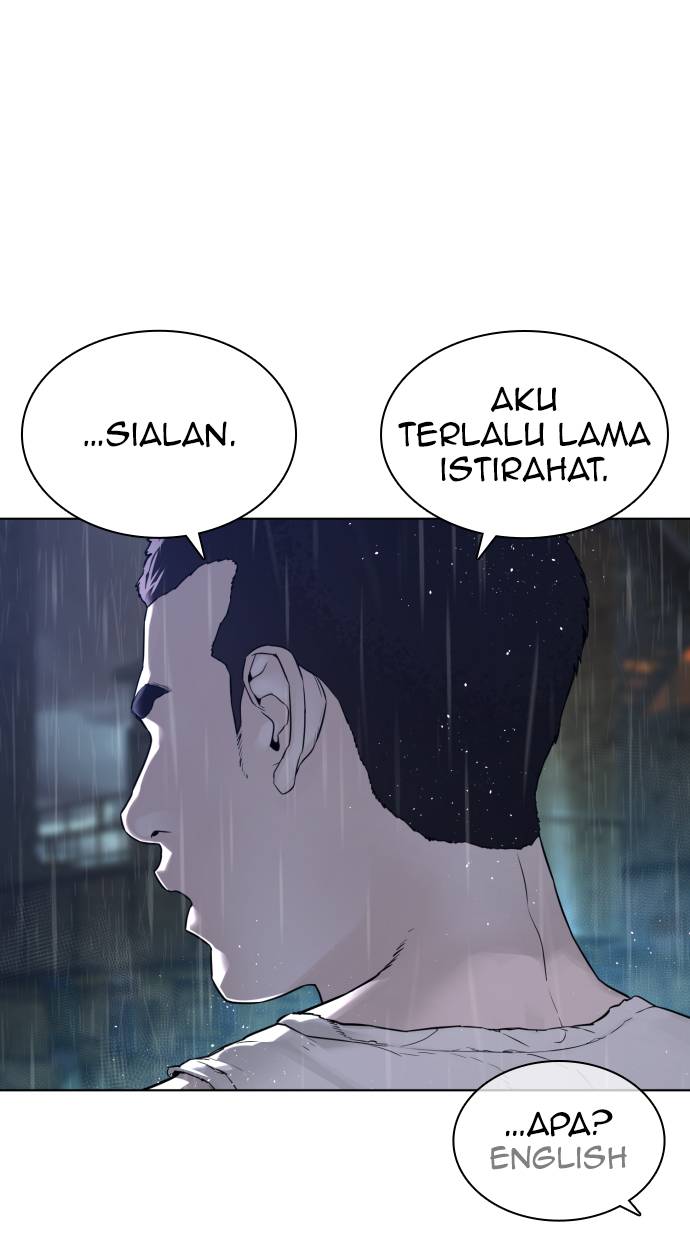 ...SIALAN.
AKU
TERLALU LAMA
ISTIRAHAT.
...APA?
ENGLISH